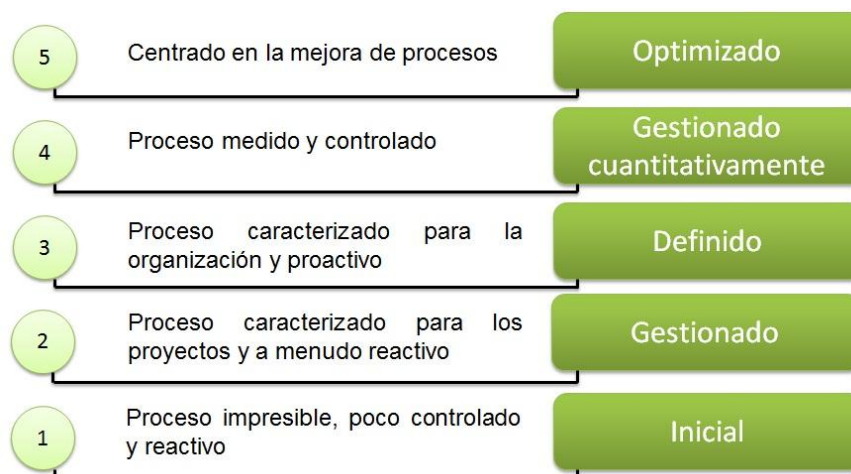 5
Centrado en la mejora de procesos
Optimizado
4
Proceso medido y controlado
Gestionado
cuantitativamente
3
Proceso caracterizado para la
organización y proactivo
Definido
2
Proceso caracterizado para los
proyectos y a menudo reactivo
Gestionado
1
Proceso impresible, poco controlado
y reactivo
Inicial